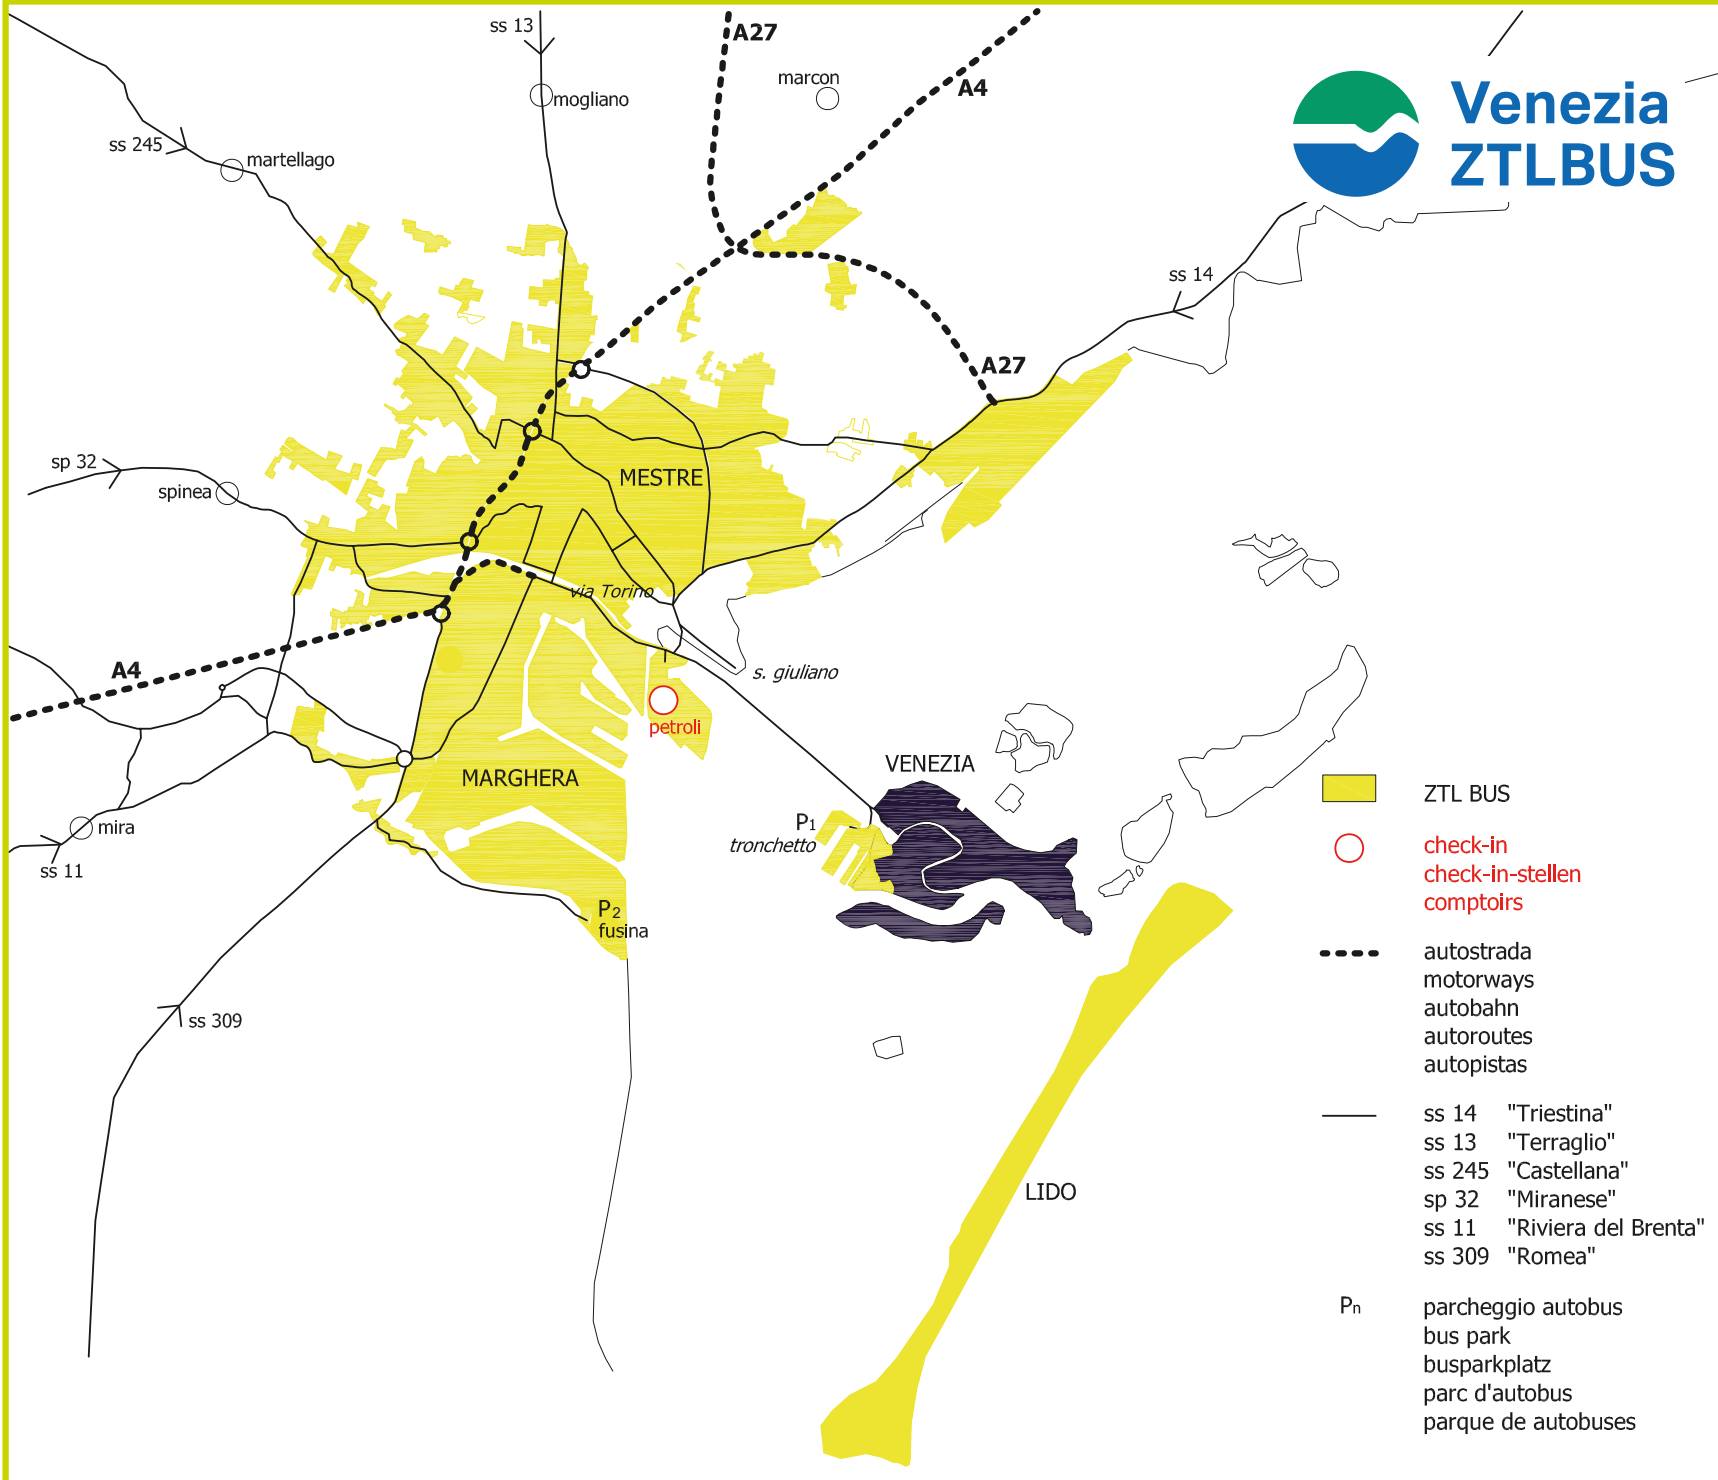 ss 13
A27
marcon
A4
mogliano
Venezia
ZTLBUS
ss 245
martellago
ss 14
A27
sp 32
spinea
MESTRE
via Torino
A4
s. giuliano
petroli
MARGHERA
VENEZIA
P1
tronchetto
mira
ss 11
P2
fusina
ss 309
LIDO
ZTL BUS
check-in
check-in-stellen
comptoirs
autostrada
motorways
autobahn
autoroutes
autopistas
ss 14 "Triestina"
ss 13 "Terraglio"
ss 245 "Castellana"
sp 32 "Miranese"
ss 11 "Riviera del Brenta"
ss 309 "Romea"
Pn parcheggio autobus
bus park
busparkplatz
parc d'autobus
parque de autobuses